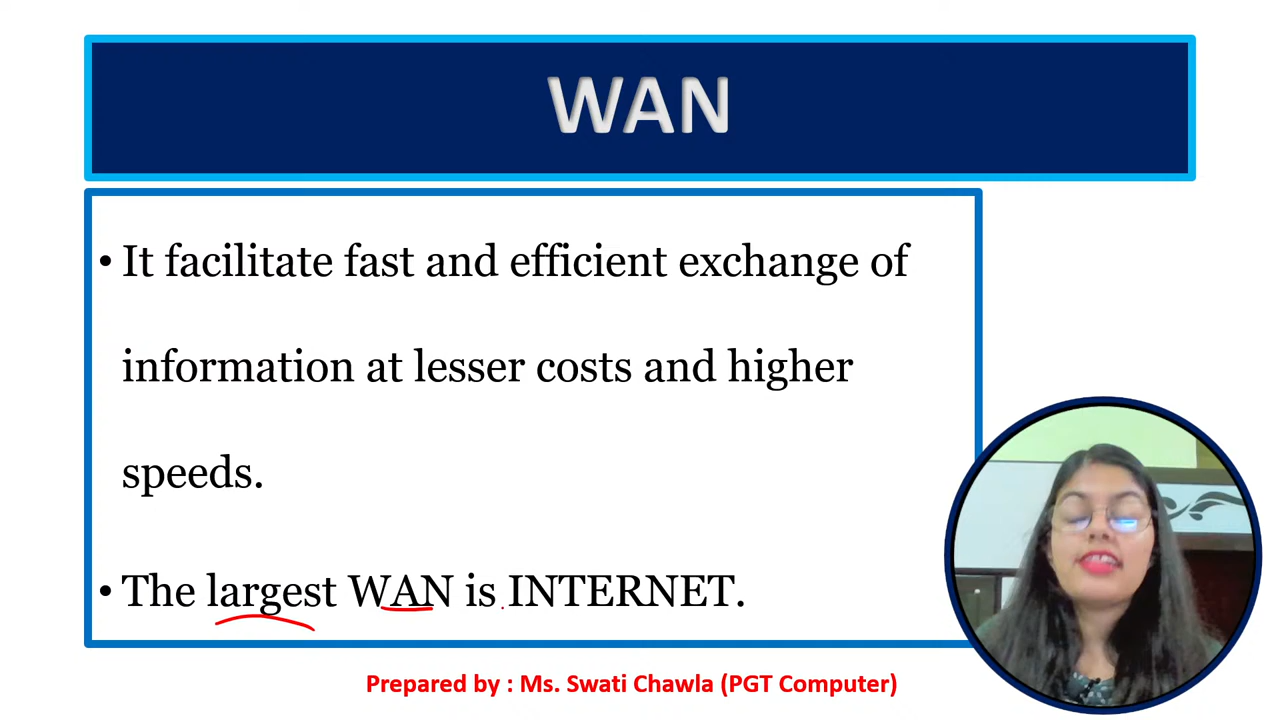 WAN
• It facilitate fast and efficient exchange of
information at lesser costs and higher
speeds.
• The largest WAN is INTERNET.
Prepared by : Ms. Swati Chawla (PGT Computer)